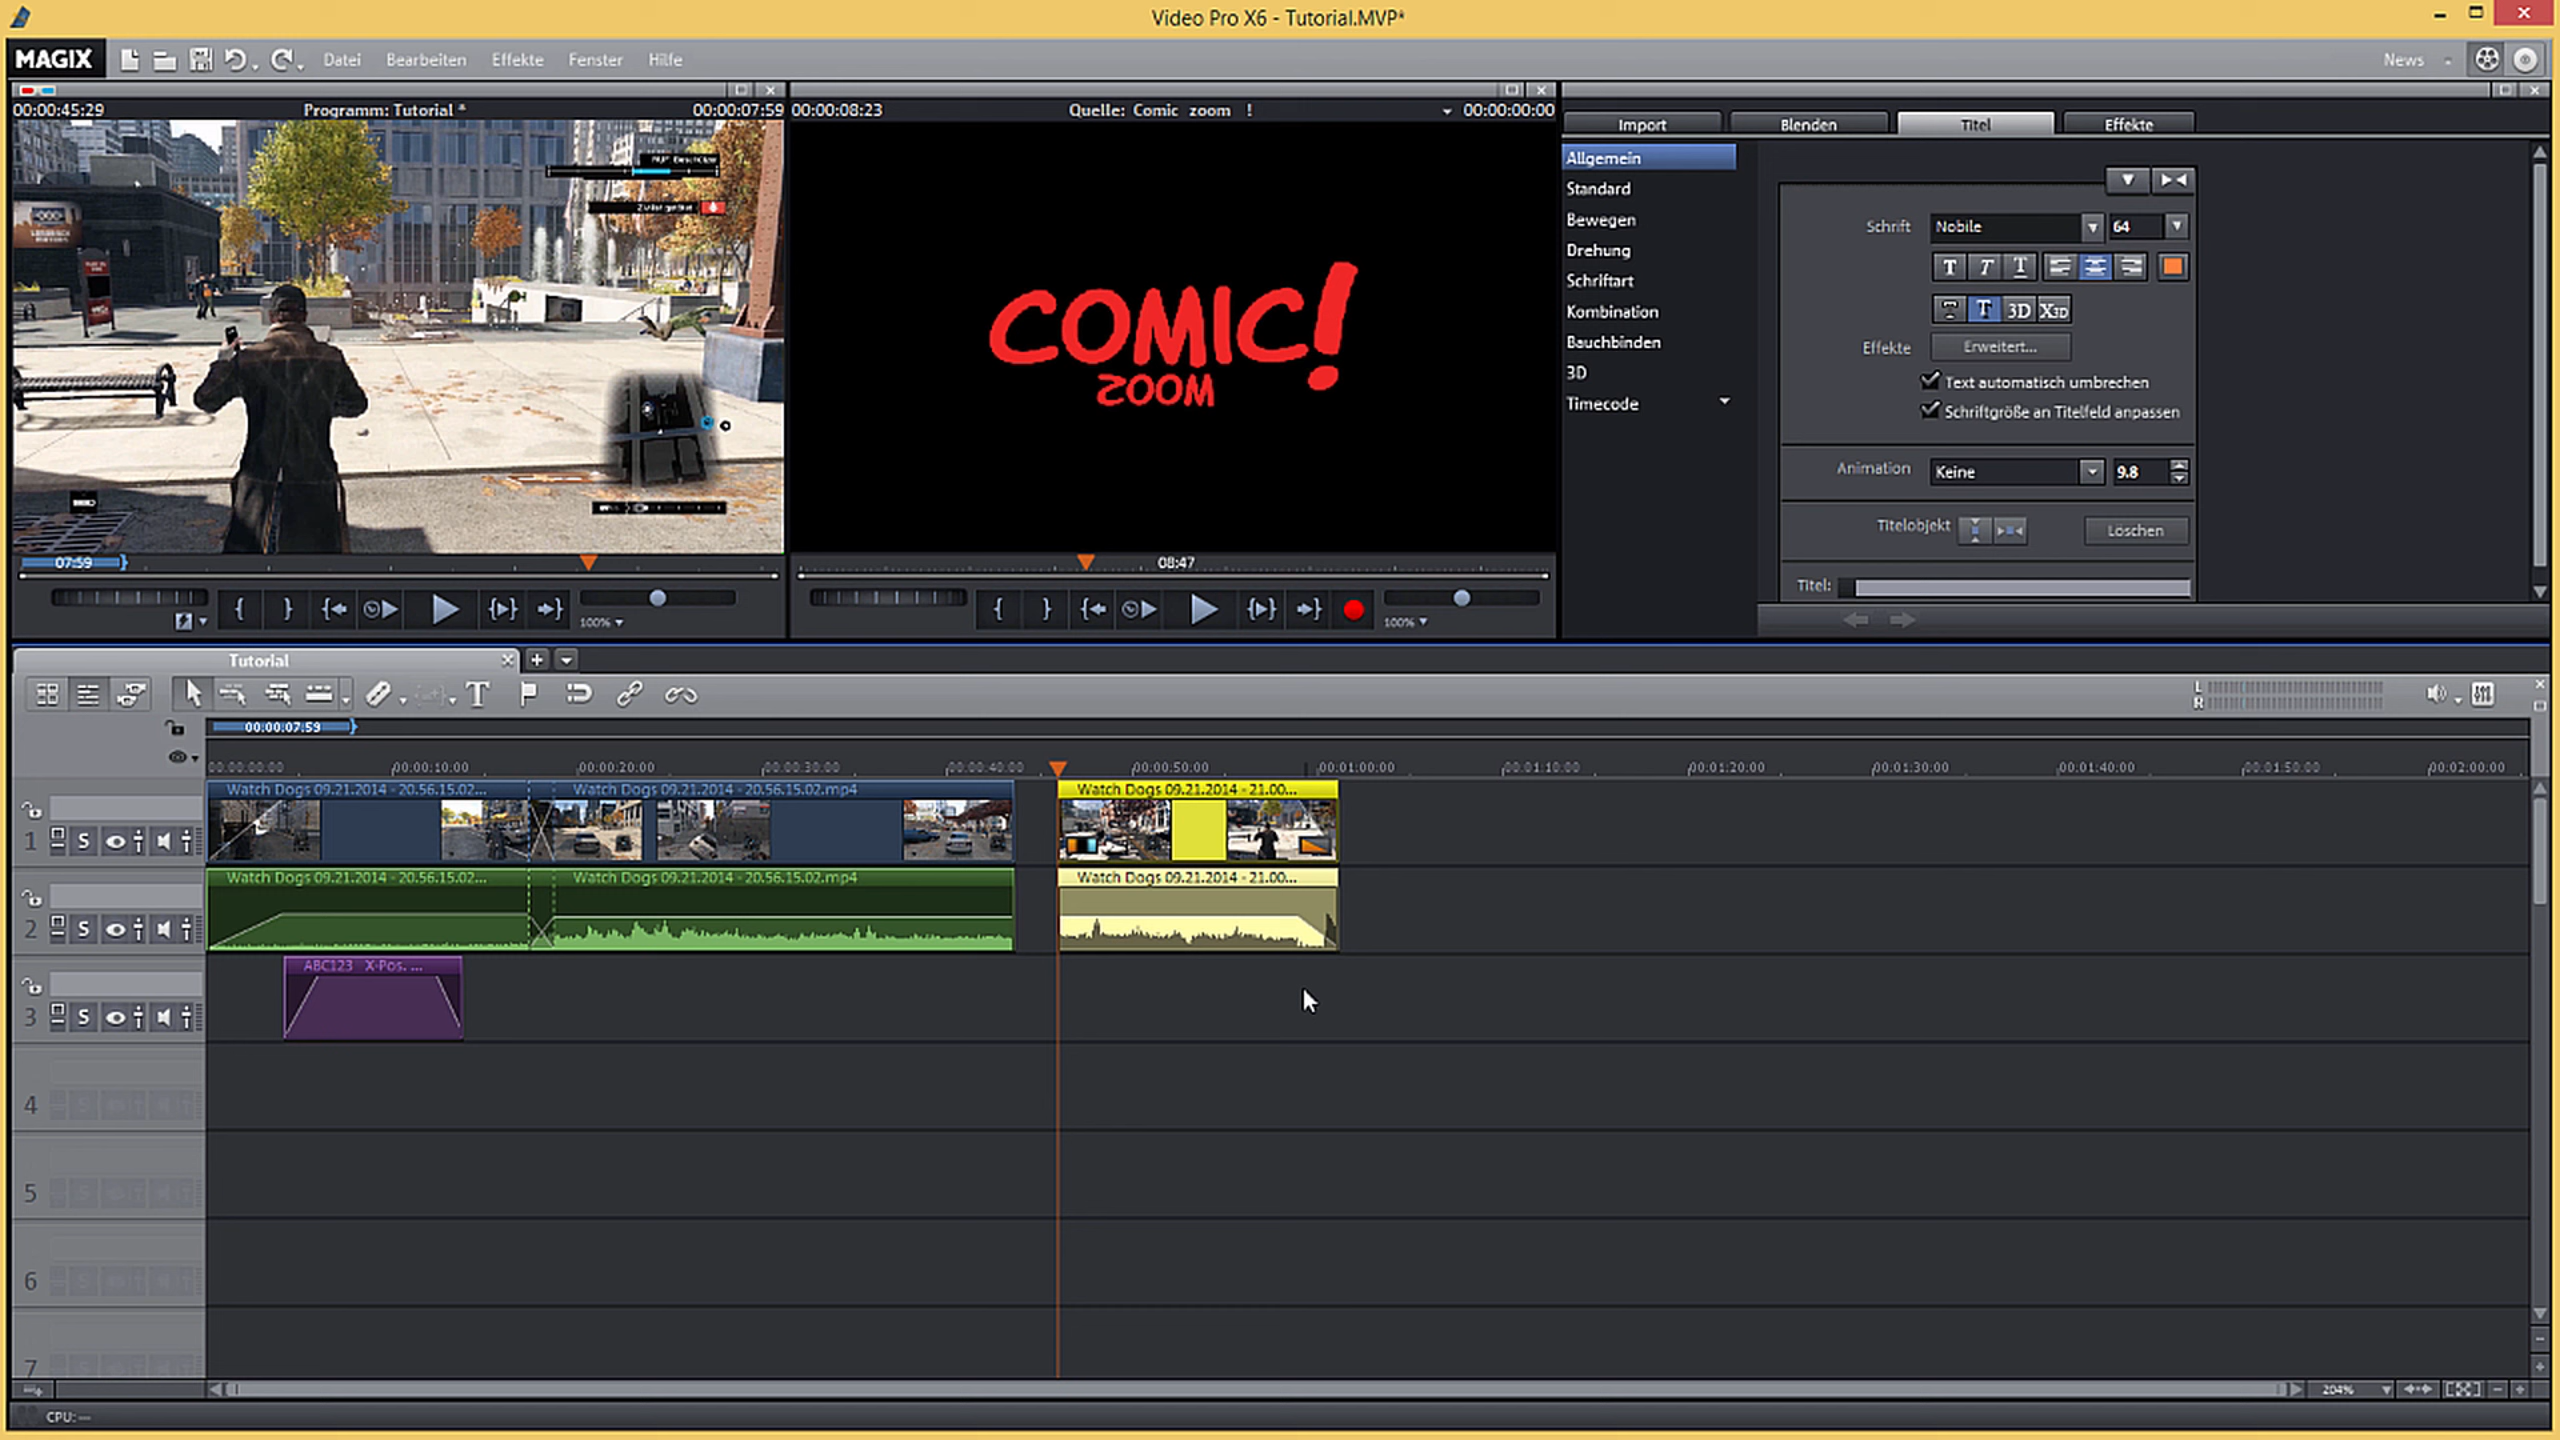 Video Pro X6 - Tutorial.MVP*
MAGIX
Datei Bearbeiten Effekte Fenster Hilfe
News
00:00:45:29 Programm: Tutorial * 00:00:07:59
00:00:08:23 Quelle: Comic zoom ! 00:00:00:00
COMIC!
ZOOM
07:59
08:47
100%
100%
Import Blenden Titel Effekte
Allgemein
Standard
Bewegen
Drehung
Schriftart
Kombination
Bauchbinden
3D
Timecode
Schrift Nobile 64
T T T
T T 3D X3D
Effekte Erweitert...
Text automatisch umbrechen
Schriftgröße an Titelfeld anpassen
Animation Keine 9.8
Titelobjekt Löschen
Titel:
Tutorial
T
L
R
00:00:07:59
00:00:00:00 00:00:10:00 00:00:20:00 00:00:30:00 00:00:40:00 00:00:50:00 00:01:00:00 00:01:10:00 00:01:20:00 00:01:30:00 00:01:40:00 00:01:50:00 00:02:00:00
Watch Dogs 09.21.2014 - 20.56.15.02... Watch Dogs 09.21.2014 - 20.56.15.02.mp4 Watch Dogs 09.21.2014 - 21.00...
1 S
Watch Dogs 09.21.2014 - 20.56.15.02... Watch Dogs 09.21.2014 - 20.56.15.02.mp4 Watch Dogs 09.21.2014 - 21.00...
2 S
ABC123 X-Pos. ...
3 S
4 S
5 S
6 S
7
204%
CPU: —